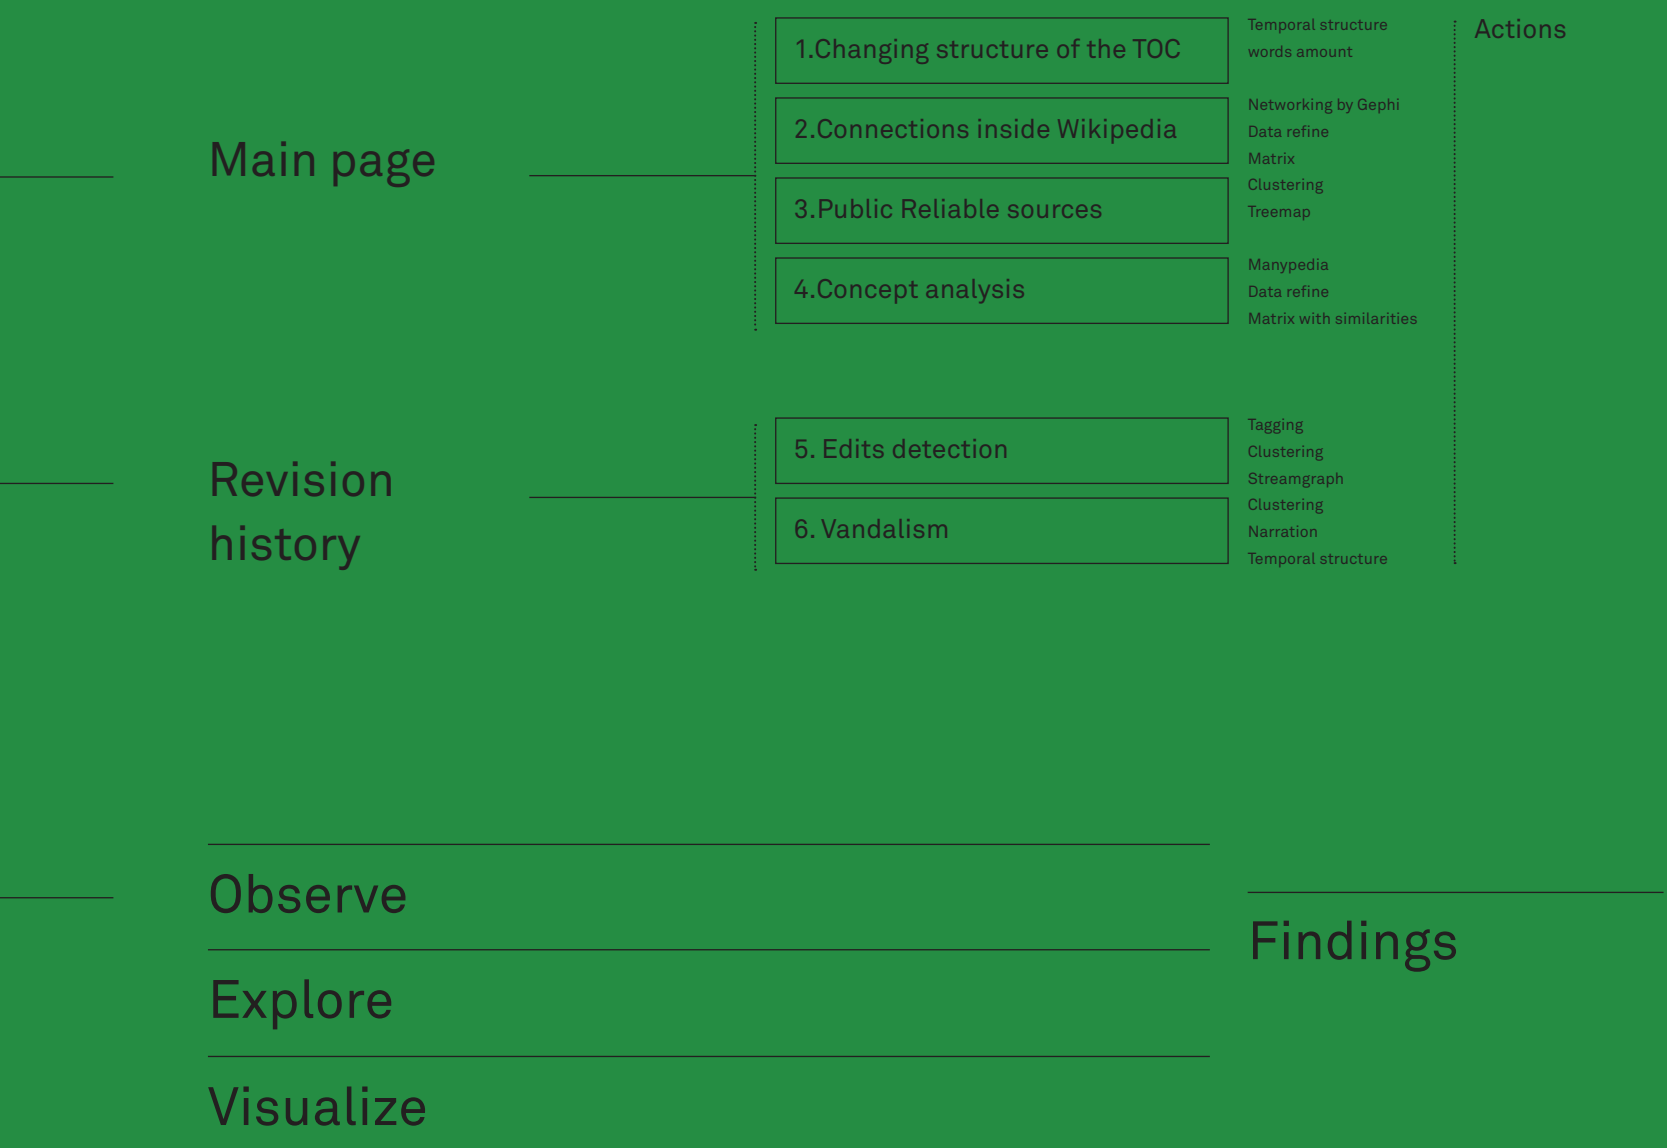 Main page
1.Changing structure of the TOC
Temporal structure
words amount
2.Connections inside Wikipedia
Networking by Gephi
Data refine
Matrix
3.Public Reliable sources
Clustering
Treemap
4.Concept analysis
Manypedia
Data refine
Matrix with similarities
Actions
Revision
history
5. Edits detection
Tagging
Clustering
Streamgraph
6. Vandalism
Clustering
Narration
Temporal structure
Observe
Explore
Visualize
Findings